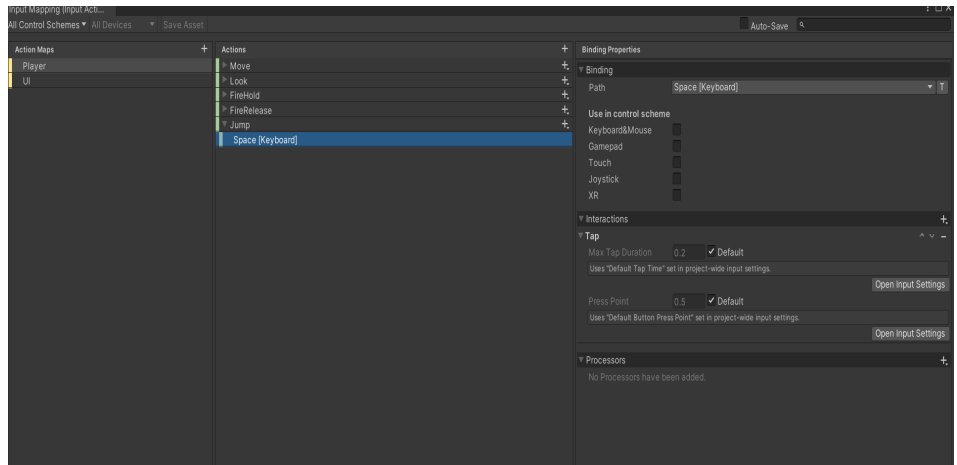 Input Mapping (Input Acti...
All Control Schemes All Devices Save Asset Auto-Save
Action Maps + Actions + Binding Properties
Player
UI
Move +
Look +
FireHold +
FireRelease +
Jump +
Space [Keyboard]
Binding
Path Space [Keyboard] T
Use in control scheme
Keyboard&Mouse
Gamepad
Touch
Joystick
XR
Interactions +
Tap
Max Tap Duration 0.2 Default
Uses "Default Tap Time" set in project-wide input settings.
Open Input Settings
Press Point 0.5 Default
Uses "Default Button Press Point" set in project-wide input settings.
Open Input Settings
Processors +
No Processors have been added.